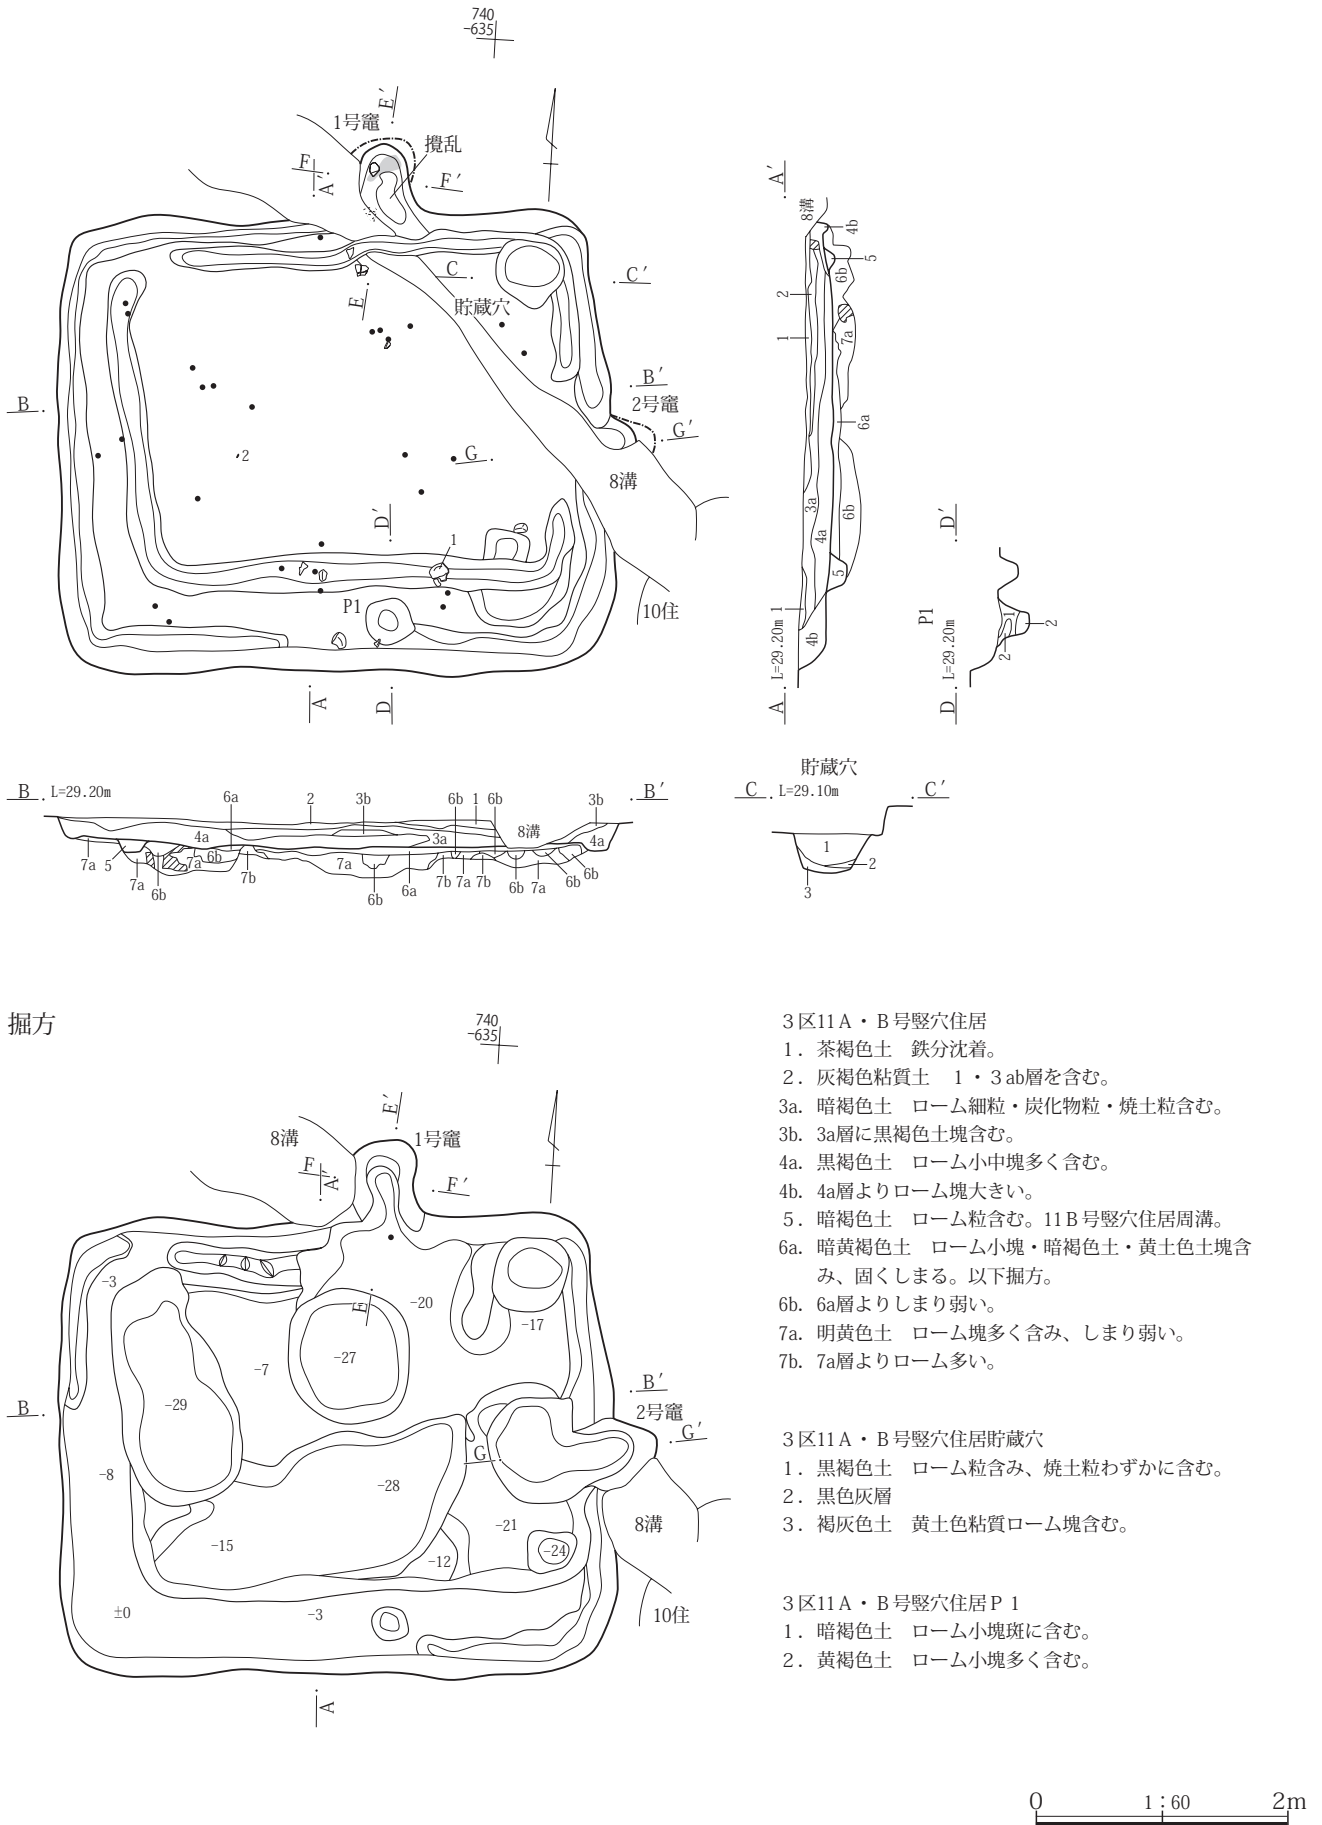 740
-635
1号竈
E′
攪乱
F
A′
F′
C
C′
E
貯蔵穴
B′
B
2号竈
G′
2
G
8溝
D′
1
P1
10住
A
D
A′
8溝
4b
5
6b
2
1
7a
6a
3a
6b
4a
5
1
4b
L=29.20m
A
D′
P1
1
2
2
L=29.20m
D
B
L=29.20m
6a
2
3b
6b
1
6b
8溝
3b
B′
4a
3a
4a
7a
5
7a
6b
7a
6b
7b
7a
6b
6a
7b
7a
7b
6b
7a
6b
6b
貯蔵穴
C
L=29.10m
C′
1
2
3
掘方
740
-635
E′
8溝
1号竈
F
A′
F′
-3
-20
E
-17
-27
-7
-29
B′
B
2号竈
G′
G
-8
-28
-21
8溝
-15
-12
-24
±0
-3
10住
A
3区11A・B号竪穴住居
1. 茶褐色土　鉄分沈着。
2. 灰褐色粘質土　1・3ab層を含む。
3a. 暗褐色土　ローム細粒・炭化物粒・焼土粒含む。
3b. 3a層に黒褐色土塊含む。
4a. 黒褐色土　ローム小中塊多く含む。
4b. 4a層よりローム塊大きい。
5. 暗褐色土　ローム粒含む。11B号竪穴住居周溝。
6a. 暗黄褐色土　ローム小塊・暗褐色土・黄土色土塊含
み、固くしまる。以下掘方。
6b. 6a層よりしまり弱い。
7a. 明黄色土　ローム塊多く含み、しまり弱い。
7b. 7a層よりローム多い。
3区11A・B号竪穴住居貯蔵穴
1. 黒褐色土　ローム粒含み、焼土粒わずかに含む。
2. 黒色灰層
3. 褐灰色土　黄土色粘質ローム塊含む。
3区11A・B号竪穴住居P1
1. 暗褐色土　ローム小塊斑に含む。
2. 黄褐色土　ローム小塊多く含む。
0
1：60
2m